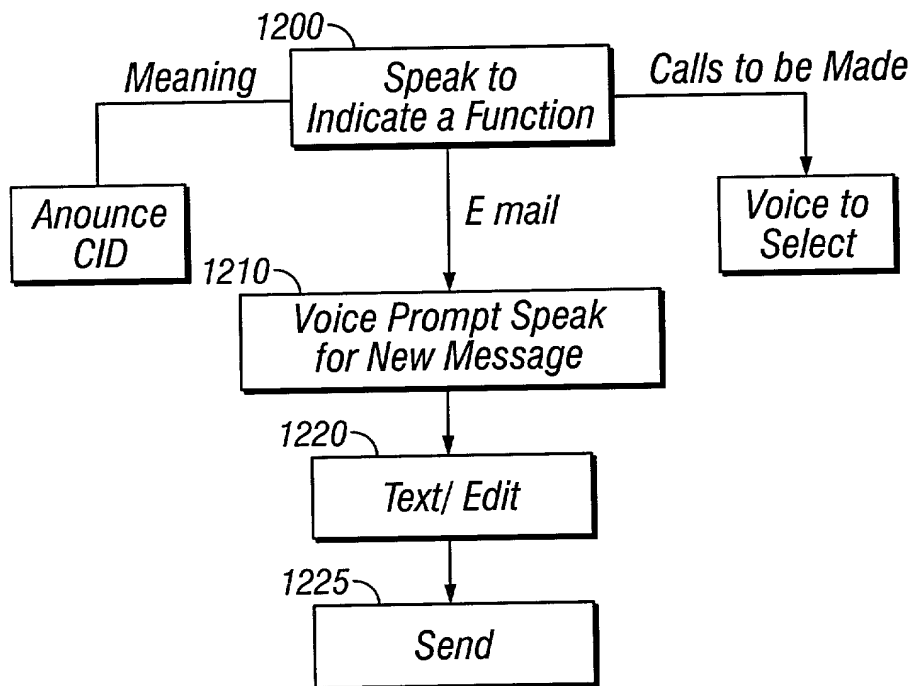 1200
Speak to
Indicate a Function
Meaning
Calls to be Made
Anounce
CID
E mail
Voice to
Select
1210
Voice Prompt Speak
for New Message
1220
Text/ Edit
1225
Send